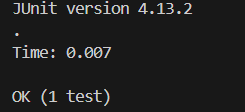 JUnit version 4.13.2
.
Time: 0.007
OK (1 test)